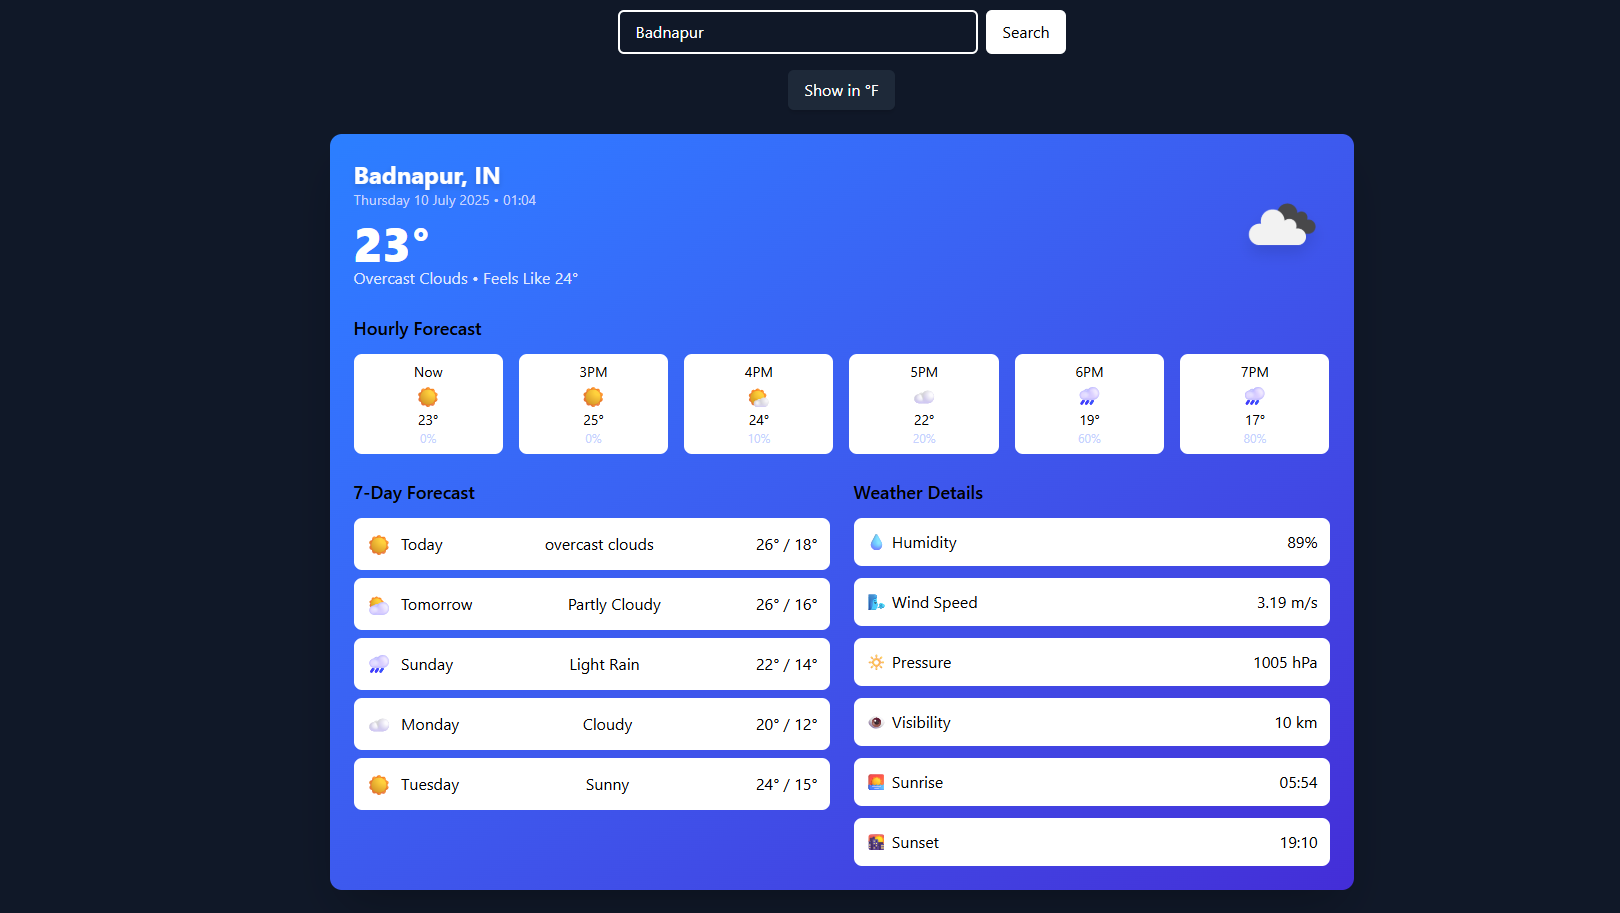 Badnapur
Search
Show in °F
Badnapur, IN
Thursday 10 July 2025 • 01:04
23°
Overcast Clouds • Feels Like 24°
Hourly Forecast
Now
23°
0%
3PM
25°
0%
4PM
24°
10%
5PM
22°
20%
6PM
19°
60%
7PM
17°
80%
7-Day Forecast
Today overcast clouds 26° / 18°
Tomorrow Partly Cloudy 26° / 16°
Sunday Light Rain 22° / 14°
Monday Cloudy 20° / 12°
Tuesday Sunny 24° / 15°
Weather Details
Humidity 89%
Wind Speed 3.19 m/s
Pressure 1005 hPa
Visibility 10 km
Sunrise 05:54
Sunset 19:10